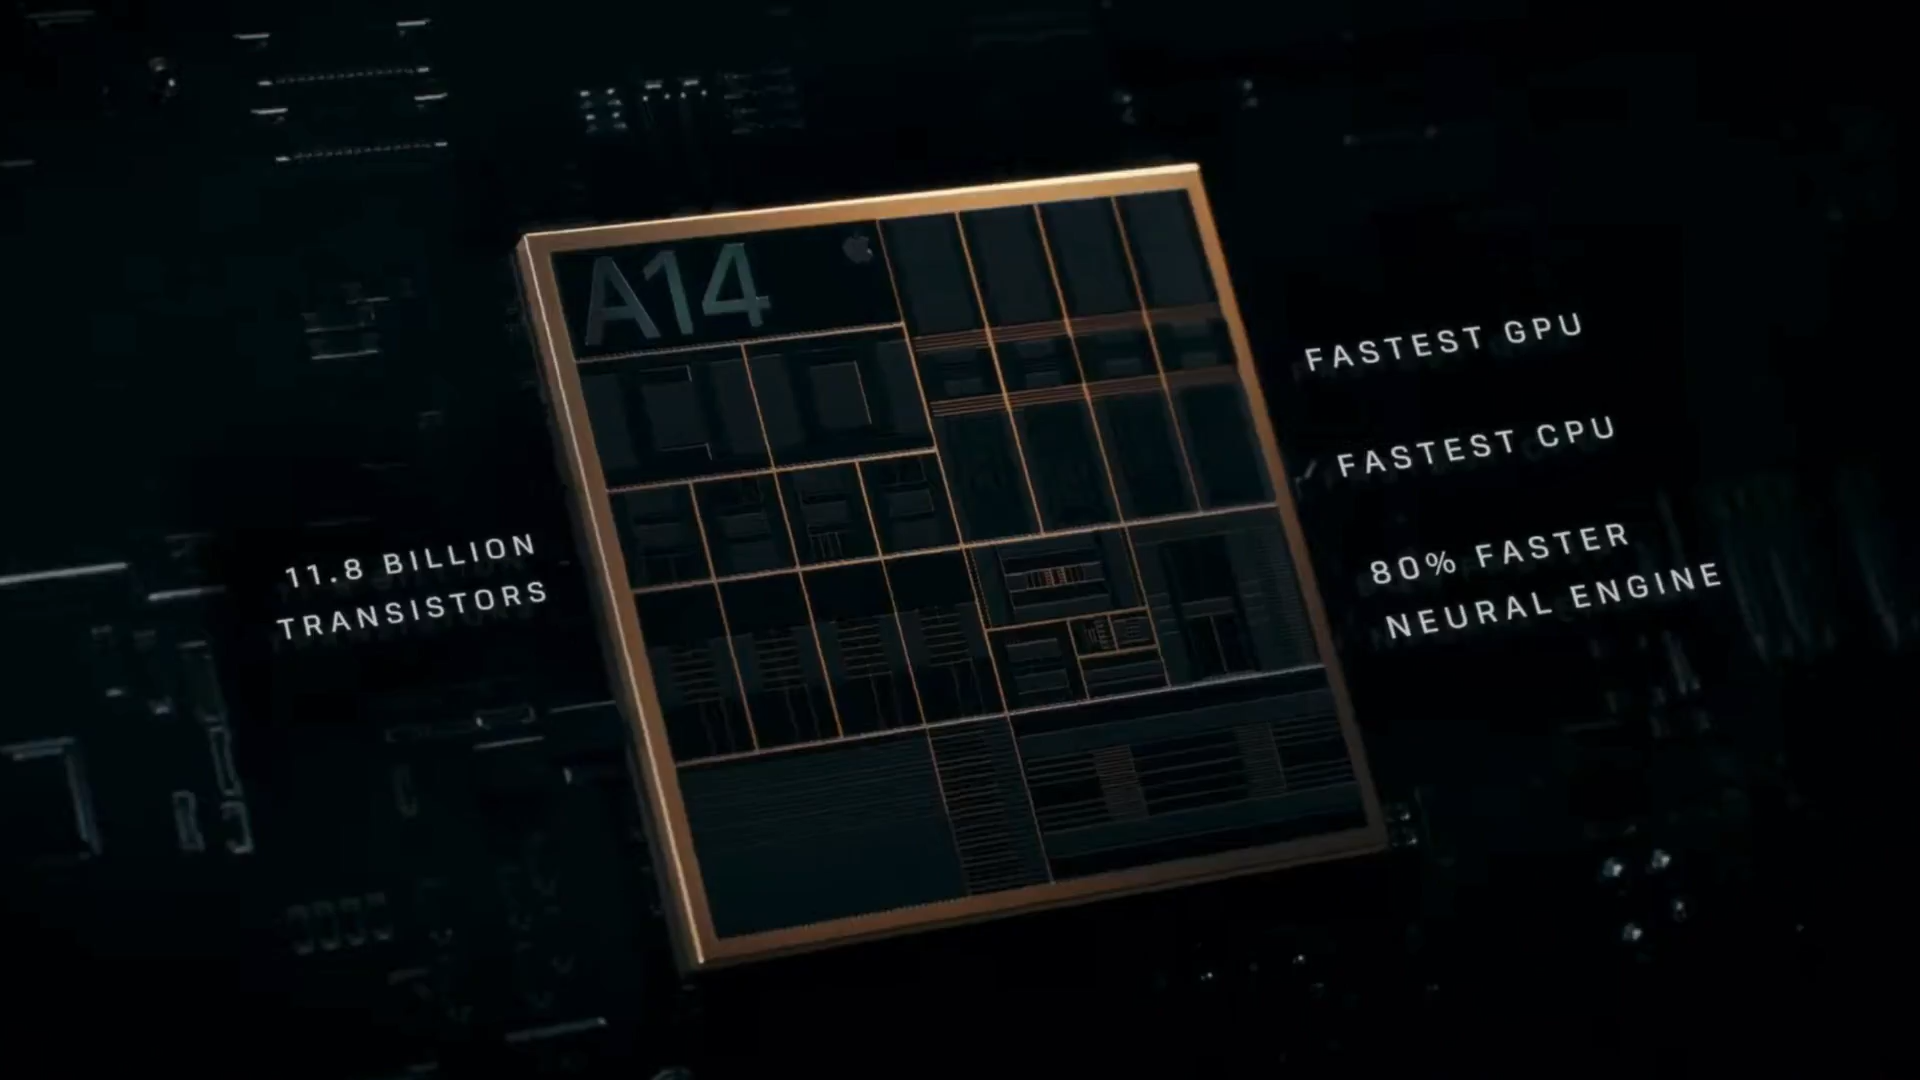 A14
11.8 BILLION
TRANSISTORS
FASTEST GPU
FASTEST CPU
80% FASTER
NEURAL ENGINE